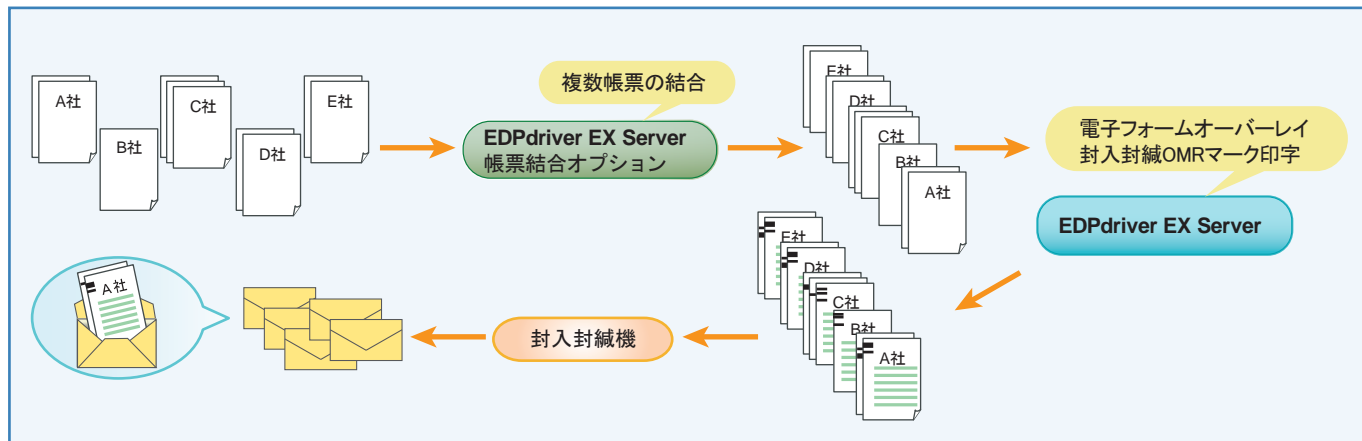 A社
B社
C社
D社
E社
複数帳票の結合
EDPdriver EX Server
帳票結合オプション
E社
D社
C社
B社
A社
電子フォームオーバーレイ
封入封緘OMRマーク印字
EDPdriver EX Server
E社
D社
C社
B社
A社
封入封緘機
A社